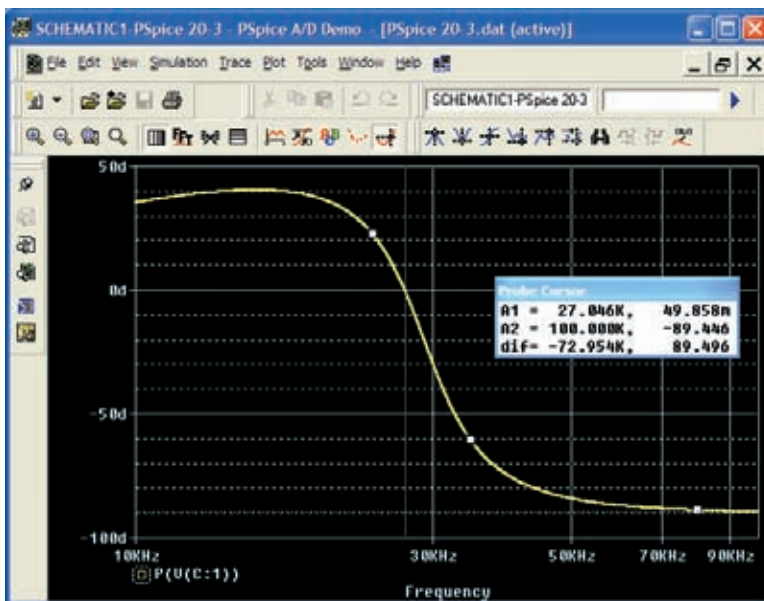 SCHEMATIC1-PSpice 20-3 - PSpice A/D Demo - [PSpice 20-3.dat (active)]
File Edit View Simulation Trace Plot Tools Window Help
SCHEMATIC1-PSpice 20-3
50d
0d
-50d
-100d
Probe Cursor
A1 = 27.046K, 49.858m
A2 = 100.000K, -89.446
dif= -72.954K, 89.496
10KHz 30KHz 50KHz 70KHz 90KHz
P(V(C:1))
Frequency